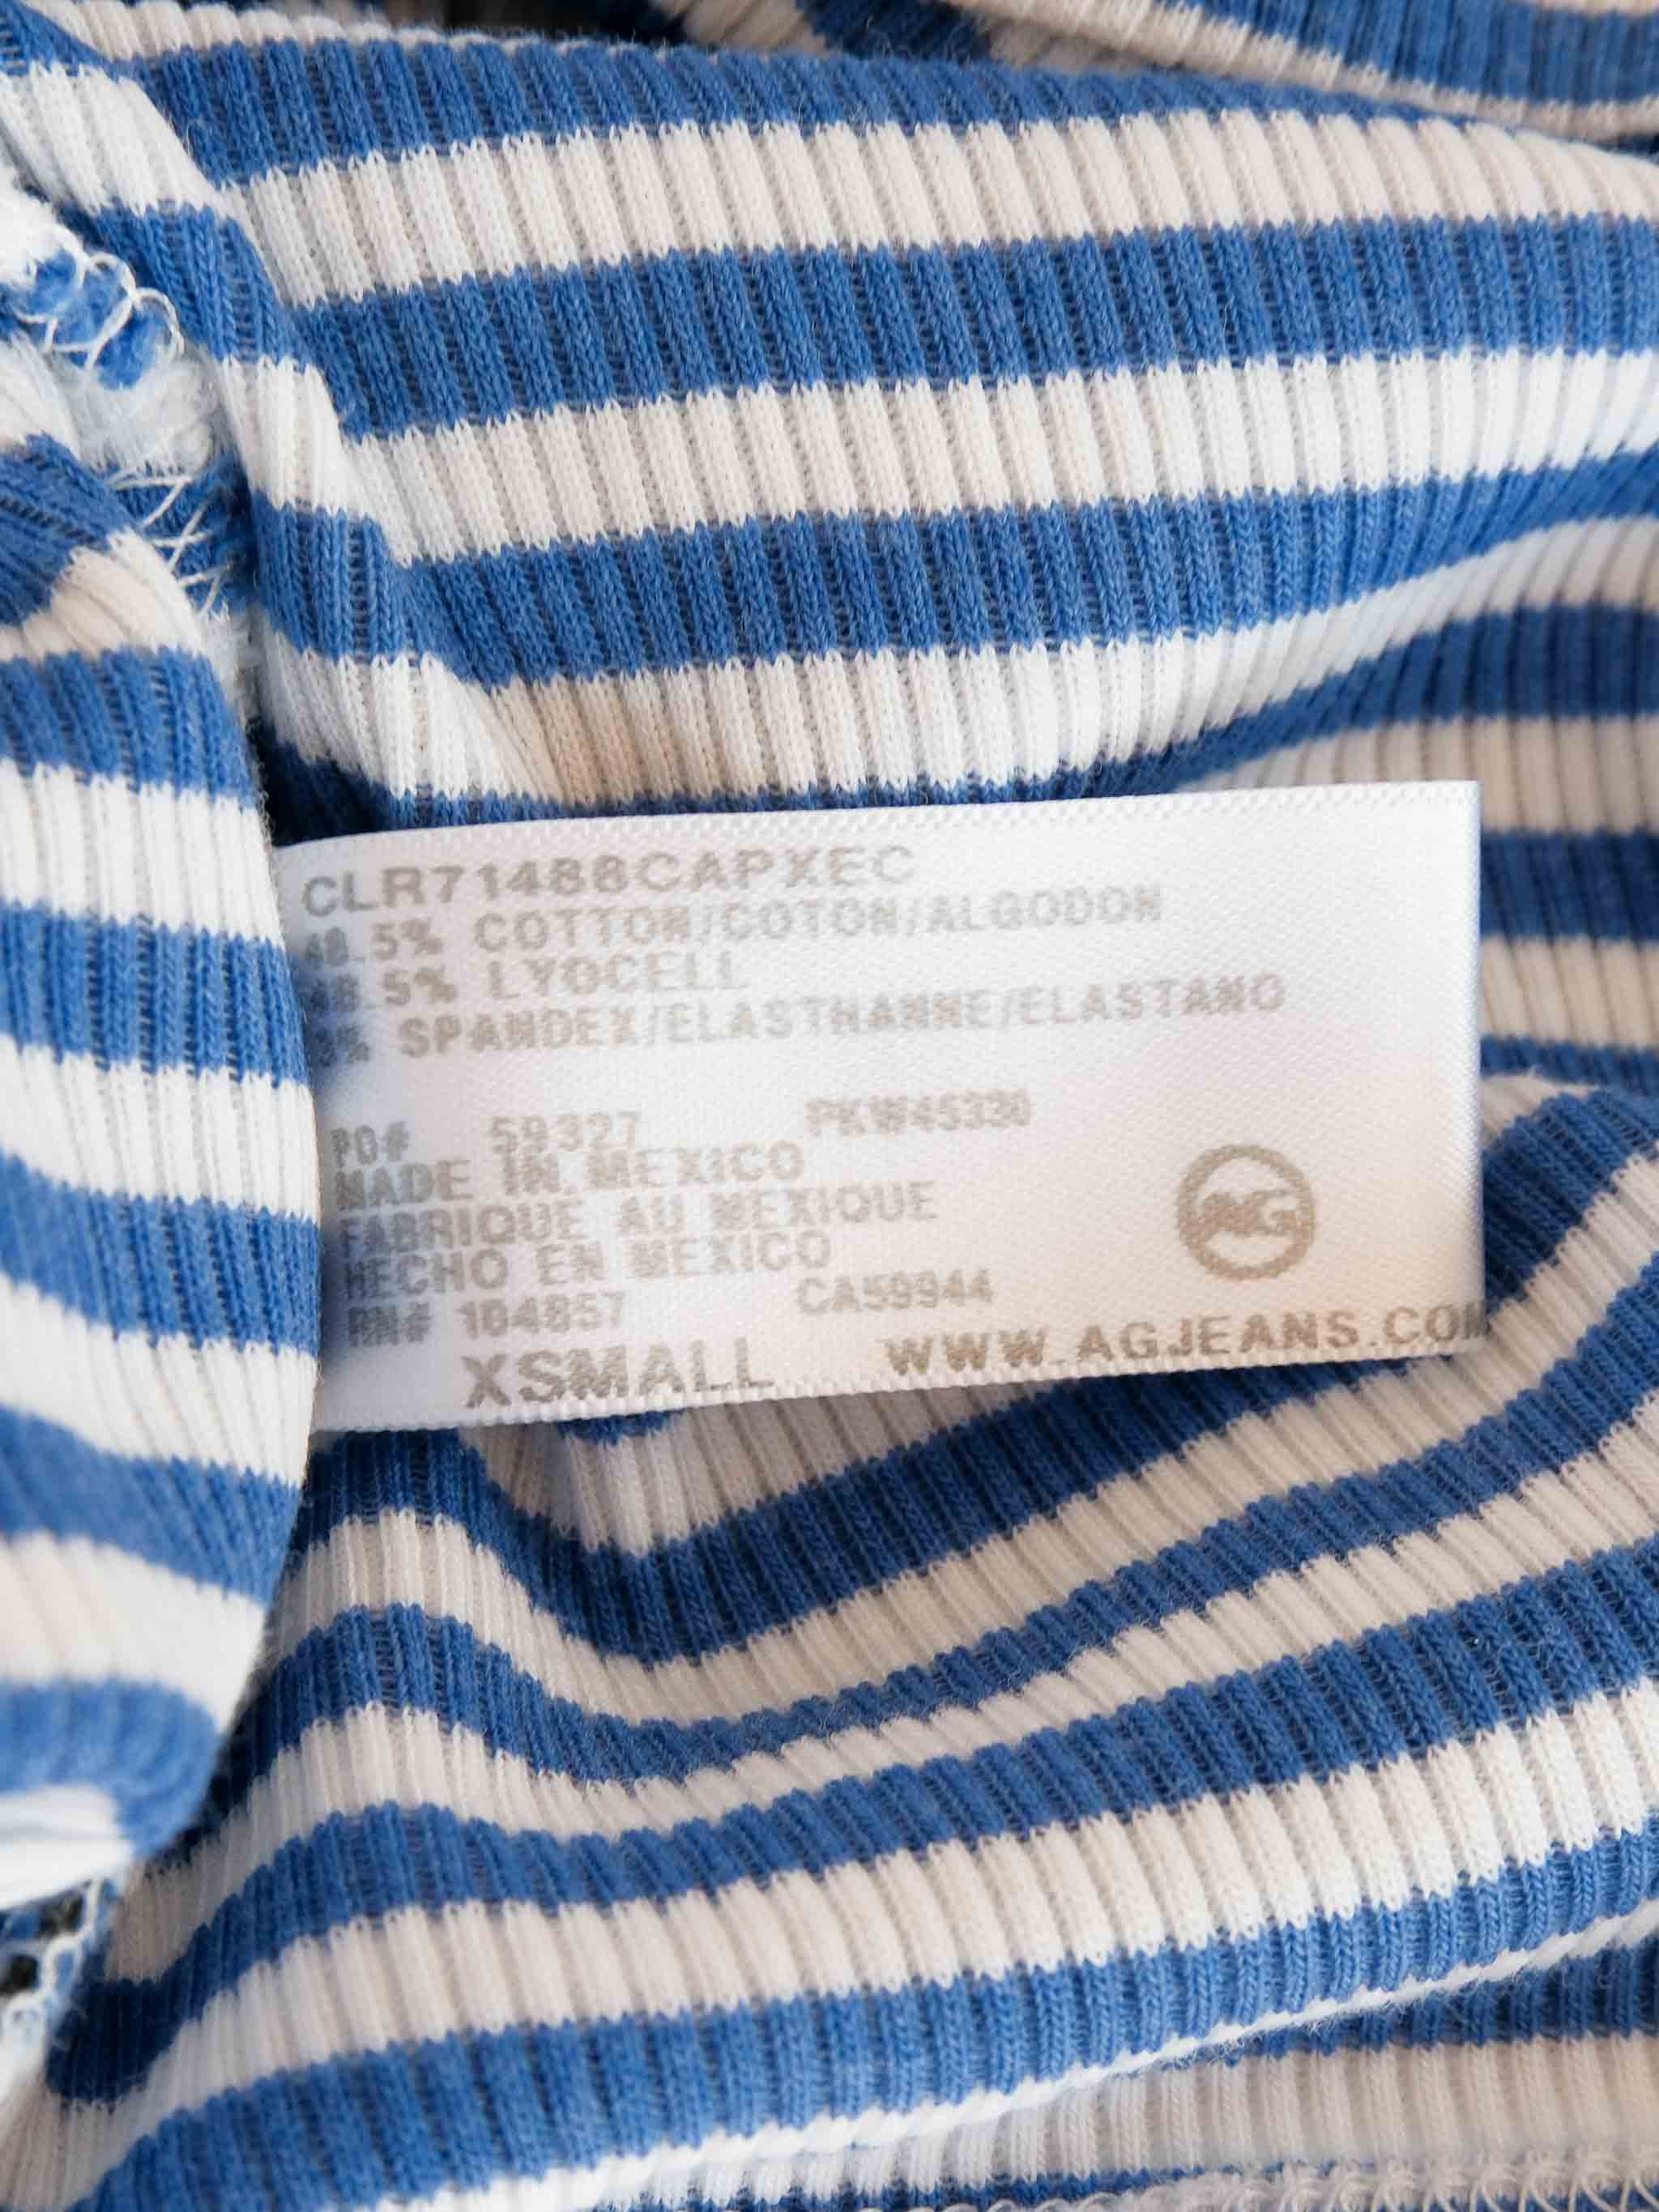 CLR71488CAPXEC
48.5% COTTON/COTON/ALGODON
48.5% LYOCELL
3% SPANDEX/ELASTHANNE/ELASTANO
PO# 59327 PKW45330
MADE IN MEXICO
FABRIQUE AU MEXIQUE
HECHO EN MEXICO
RN# 104857 CA59944
XSMALL WWW.AGJEANS.COM
AG